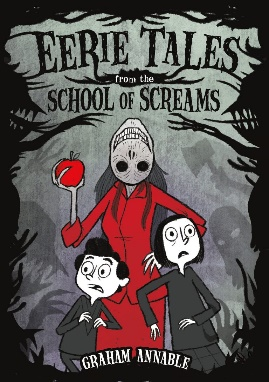 EERIE TALES
from the
SCHOOL OF SCREAMS
GRAHAM ANNABLE